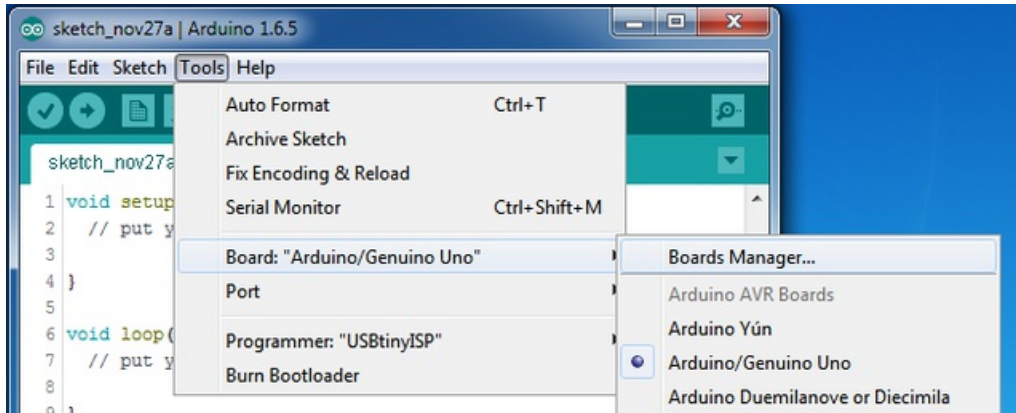 sketch_nov27a | Arduino 1.6.5
File Edit Sketch Tools Help
Auto Format Ctrl+T
Archive Sketch
sketch_nov27a
Fix Encoding & Reload
Serial Monitor Ctrl+Shift+M
1 void setup
2 // put y
3
4 }
5
6 void loop(
7 // put y
8
9 }
Board: "Arduino/Genuino Uno"
Port
Programmer: "USBtinyISP"
Burn Bootloader
Boards Manager...
Arduino AVR Boards
Arduino Yún
Arduino/Genuino Uno
Arduino Duemilanove or Diecimila